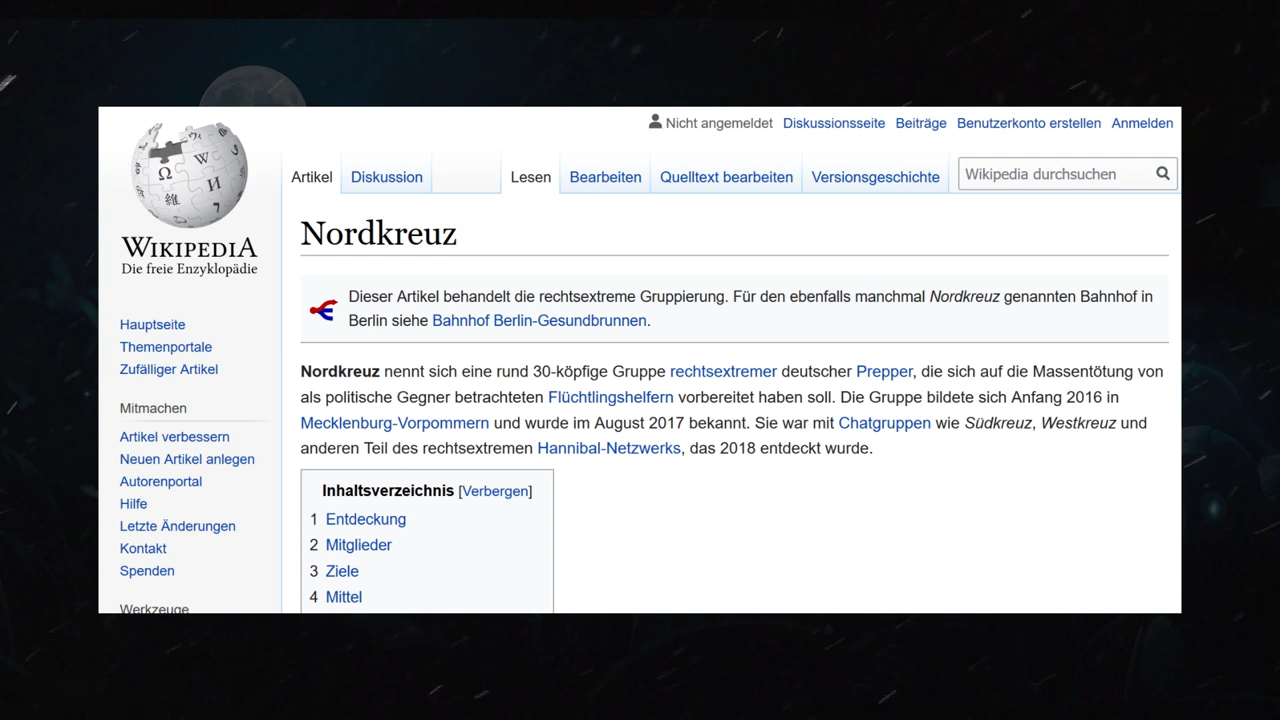 Nicht angemeldet Diskussionsseite Beiträge Benutzerkonto erstellen Anmelden
Artikel Diskussion Lesen Bearbeiten Quelltext bearbeiten Versionsgeschichte Wikipedia durchsuchen
WIKIPEDIA
Die freie Enzyklopädie
Hauptseite
Themenportale
Zufälliger Artikel
Mitmachen
Artikel verbessern
Neuen Artikel anlegen
Autorenportal
Hilfe
Letzte Änderungen
Kontakt
Spenden
Werkzeuge
Nordkreuz
Dieser Artikel behandelt die rechtsextreme Gruppierung. Für den ebenfalls manchmal Nordkreuz genannten Bahnhof in
Berlin siehe Bahnhof Berlin-Gesundbrunnen.
Nordkreuz nennt sich eine rund 30-köpfige Gruppe rechtsextremer deutscher Prepper, die sich auf die Massentötung von
als politische Gegner betrachteten Flüchtlingshelfern vorbereitet haben soll. Die Gruppe bildete sich Anfang 2016 in
Mecklenburg-Vorpommern und wurde im August 2017 bekannt. Sie war mit Chatgruppen wie Südkreuz, Westkreuz und
anderen Teil des rechtsextremen Hannibal-Netzwerks, das 2018 entdeckt wurde.
Inhaltsverzeichnis [Verbergen]
1 Entdeckung
2 Mitglieder
3 Ziele
4 Mittel